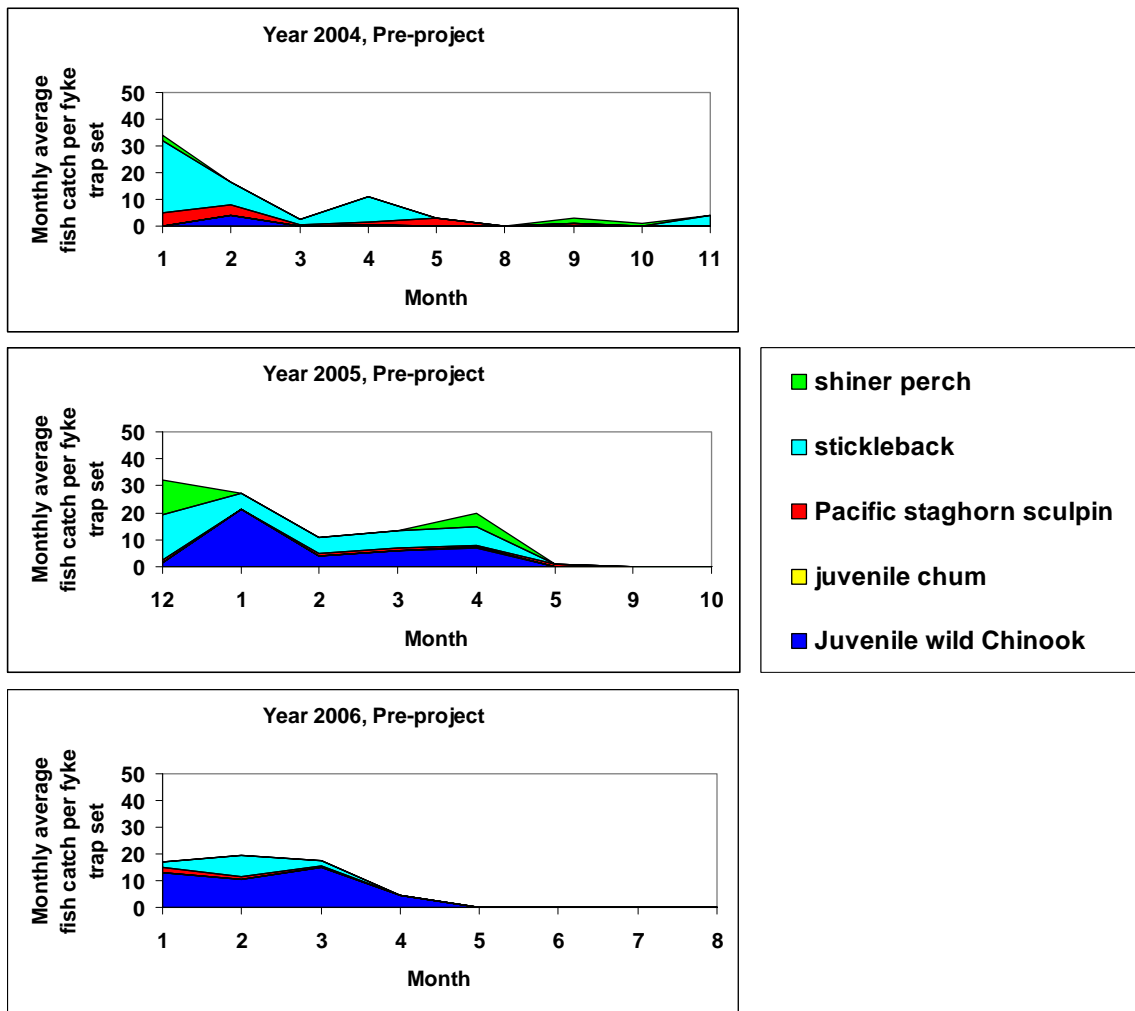 Year 2004, Pre-project
Monthly average
fish catch per fyke
trap set
50
40
30
20
10
0
1 2 3 4 5 8 9 10 11
Month
Year 2005, Pre-project
Monthly average
fish catch per fyke
trap set
50
40
30
20
10
0
12 1 2 3 4 5 9 10
Month
shiner perch
stickleback
Pacific staghorn sculpin
juvenile chum
Juvenile wild Chinook
Year 2006, Pre-project
Monthly average
fish catch per fyke
trap set
50
40
30
20
10
0
1 2 3 4 5 6 7 8
Month